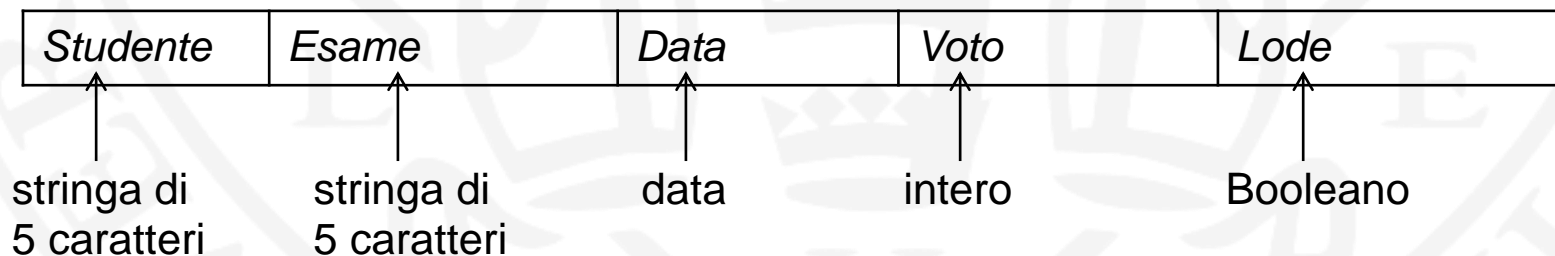 Studente Esame Data Voto Lode
stringa di stringa di data intero Booleano
5 caratteri 5 caratteri